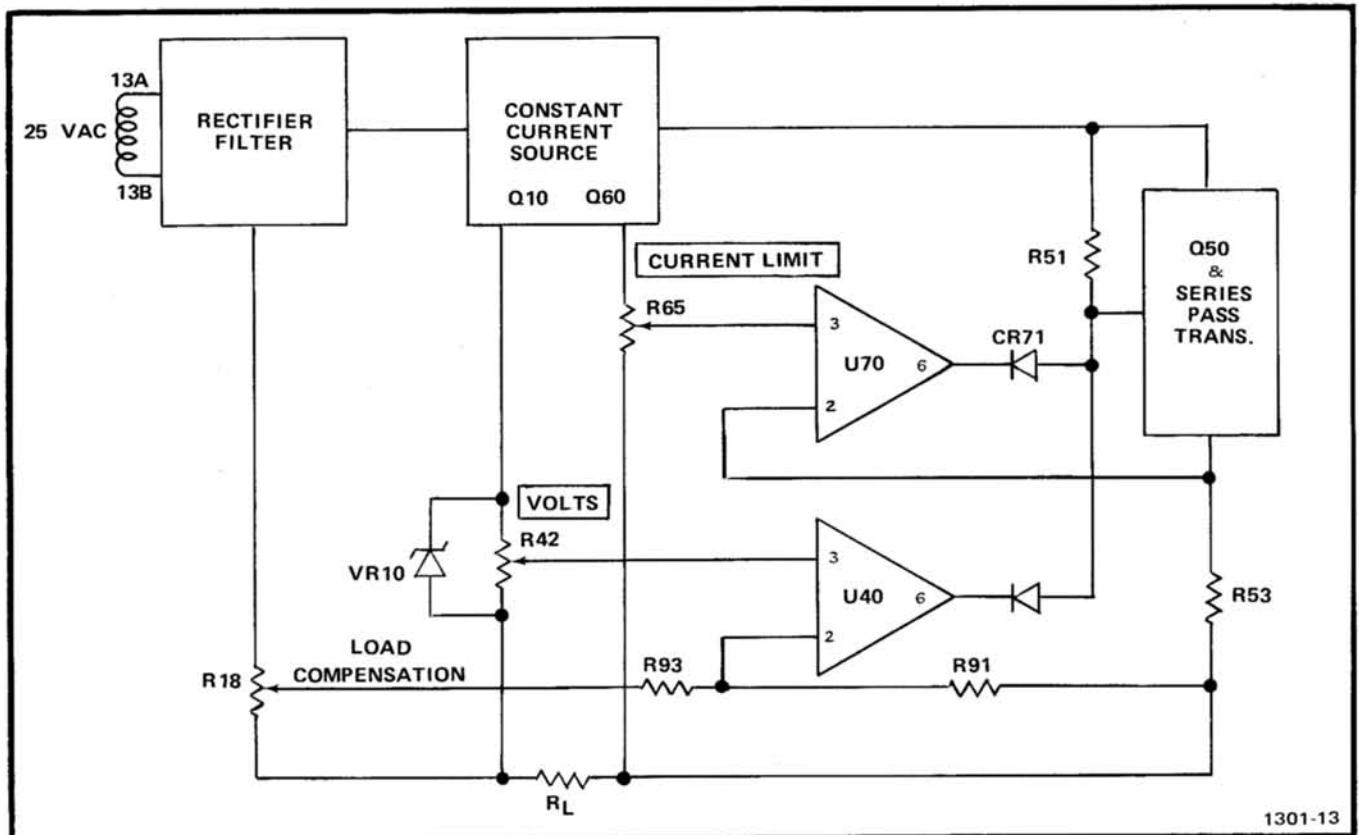 13A
25 VAC
13B
RECTIFIER
FILTER
CONSTANT
CURRENT
SOURCE
Q10 Q60
CURRENT LIMIT
R65
3
U70
6
2
CR71
R51
Q50
&
SERIES
PASS
TRANS.
VOLTS
R42
VR10
3
U40
6
2
R53
LOAD
COMPENSATION
R18
R93
R91
RL
1301-13